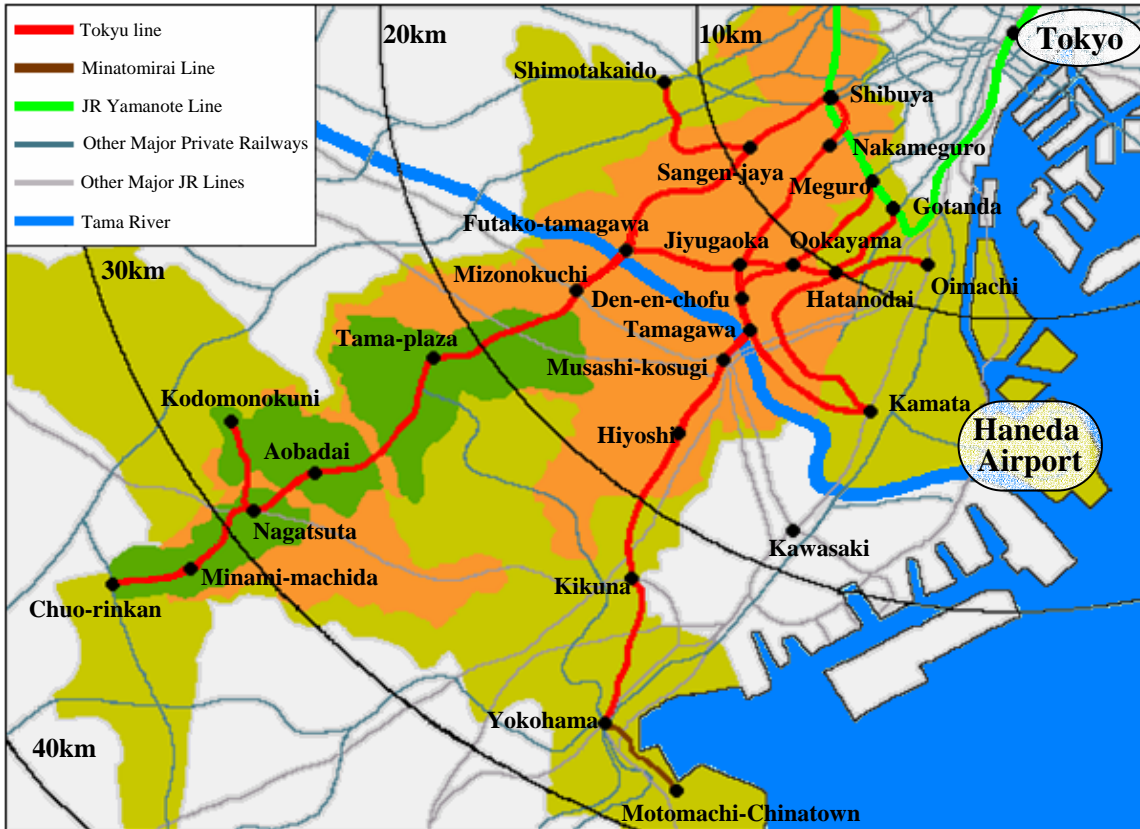 Tokyu line
Minatomirai Line
JR Yamanote Line
Other Major Private Railways
Other Major JR Lines
Tama River
20km
10km
Tokyo
Shimotakaido
Shibuya
Sangen-jaya
Nakameguro
Meguro
Gotanda
Futako-tamagawa
Jiyugaoka
Ookayama
30km
Mizonokuchi
Den-en-chofu
Hatanodai
Oimachi
Tama-plaza
Tamagawa
Musashi-kosugi
Kodomonokuni
Kamata
Hiyoshi
Haneda
Airport
Aobadai
Nagatsuta
Kawasaki
Minami-machida
Chuo-rinkan
Kikuna
Yokohama
40km
Motomachi-Chinatown